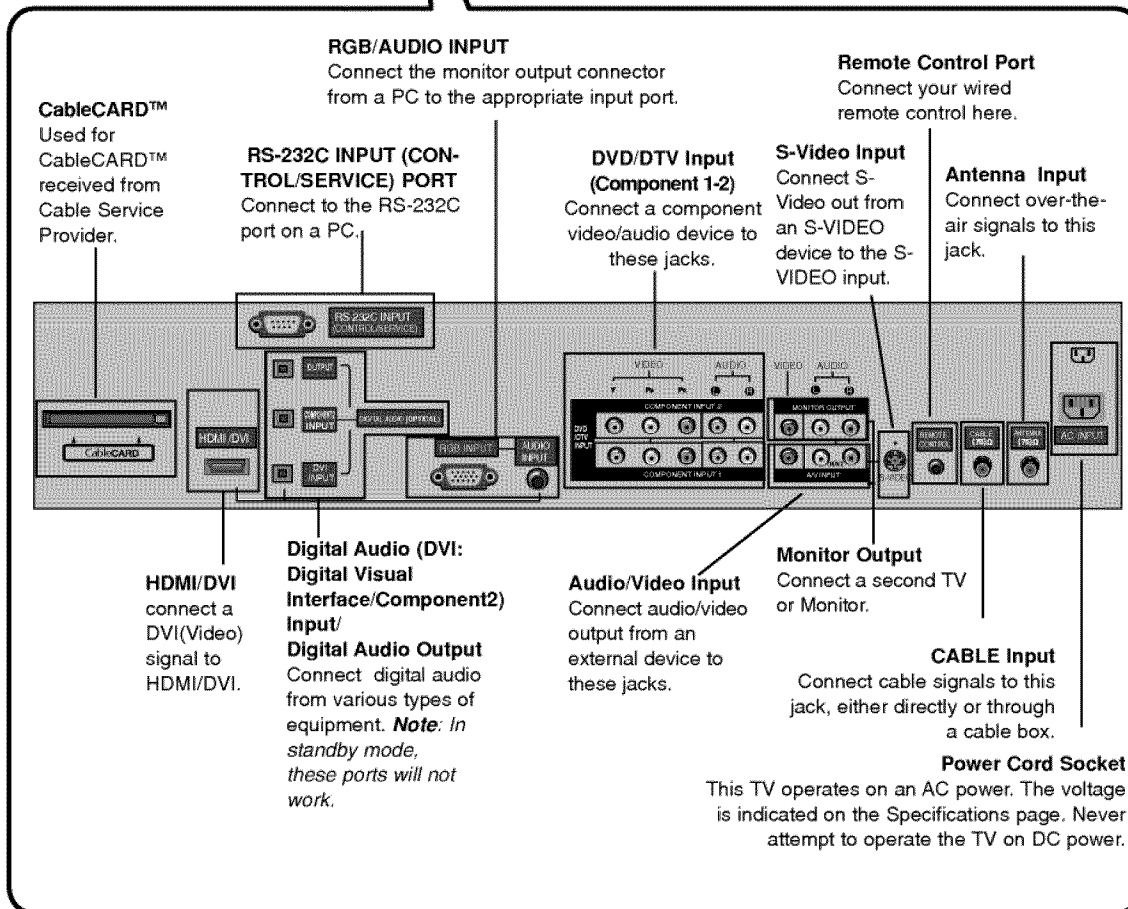 RGB/AUDIO INPUT
Connect the monitor output connector
from a PC to the appropriate input port.
Remote Control Port
Connect your wired
remote control here.
CableCARD™
Used for
CableCARD™
received from
Cable Service
Provider.
RS-232C INPUT (CON-
TROL/SERVICE) PORT
Connect to the RS-232C
port on a PC.
DVD/DTV Input
(Component 1-2)
Connect a component
video/audio device to
these jacks.
S-Video Input
Connect S-
Video out from
an S-VIDEO
device to the S-
VIDEO input.
Antenna Input
Connect over-the-
air signals to this
jack.
RS-232C INPUT
(CONTROL/SERVICE)
OUTPUT
INPUT
DIGITAL AUDIO (OPTICAL)
DVI
INPUT
CableCARD
HDMI /DVI
RGB INPUT
AUDIO
INPUT
VIDEO
AUDIO
COMPONENT INPUT 2
DVD
/DTV
INPUT
COMPONENT INPUT 1
VIDEO
AUDIO
MONITOR OUTPUT
A/V INPUT
S-VIDEO
REMOTE
CONTROL
CABLE
ANTENNA
AC INPUT
HDMI/DVI
connect a
DVI(Video)
signal to
HDMI/DVI.
Digital Audio (DVI:
Digital Visual
Interface/Component2)
Input/
Digital Audio Output
Connect digital audio
from various types of
equipment. Note: In
standby mode,
these ports will not
work.
Audio/Video Input
Connect audio/video
output from an
external device to
these jacks.
Monitor Output
Connect a second TV
or Monitor.
CABLE Input
Connect cable signals to this
jack, either directly or through
a cable box.
Power Cord Socket
This TV operates on an AC power. The voltage
is indicated on the Specifications page. Never
attempt to operate the TV on DC power.